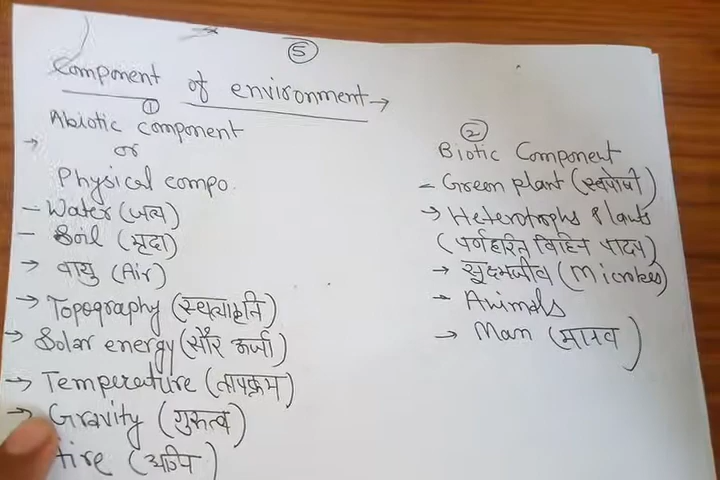 ⑤
Component of environment →
①
Abiotic component
→
or
Physical compo.
– Water (जल)
– Soil (मृदा)
→ वायु (Air)
→ Topography (स्थलाकृति)
→ Solar energy (सौर ऊर्जा)
→ Temperature (तापक्रम)
→ Gravity (गुरुत्व)
fire (अग्नि)
②
Biotic Component
– Green plant (स्वपोषी)
→ Heterotrophs Plants
(पर्णहरित विहिन पादप)
→ सूक्ष्मजीव (Microbes)
→ Animals
→ Man (मानव)